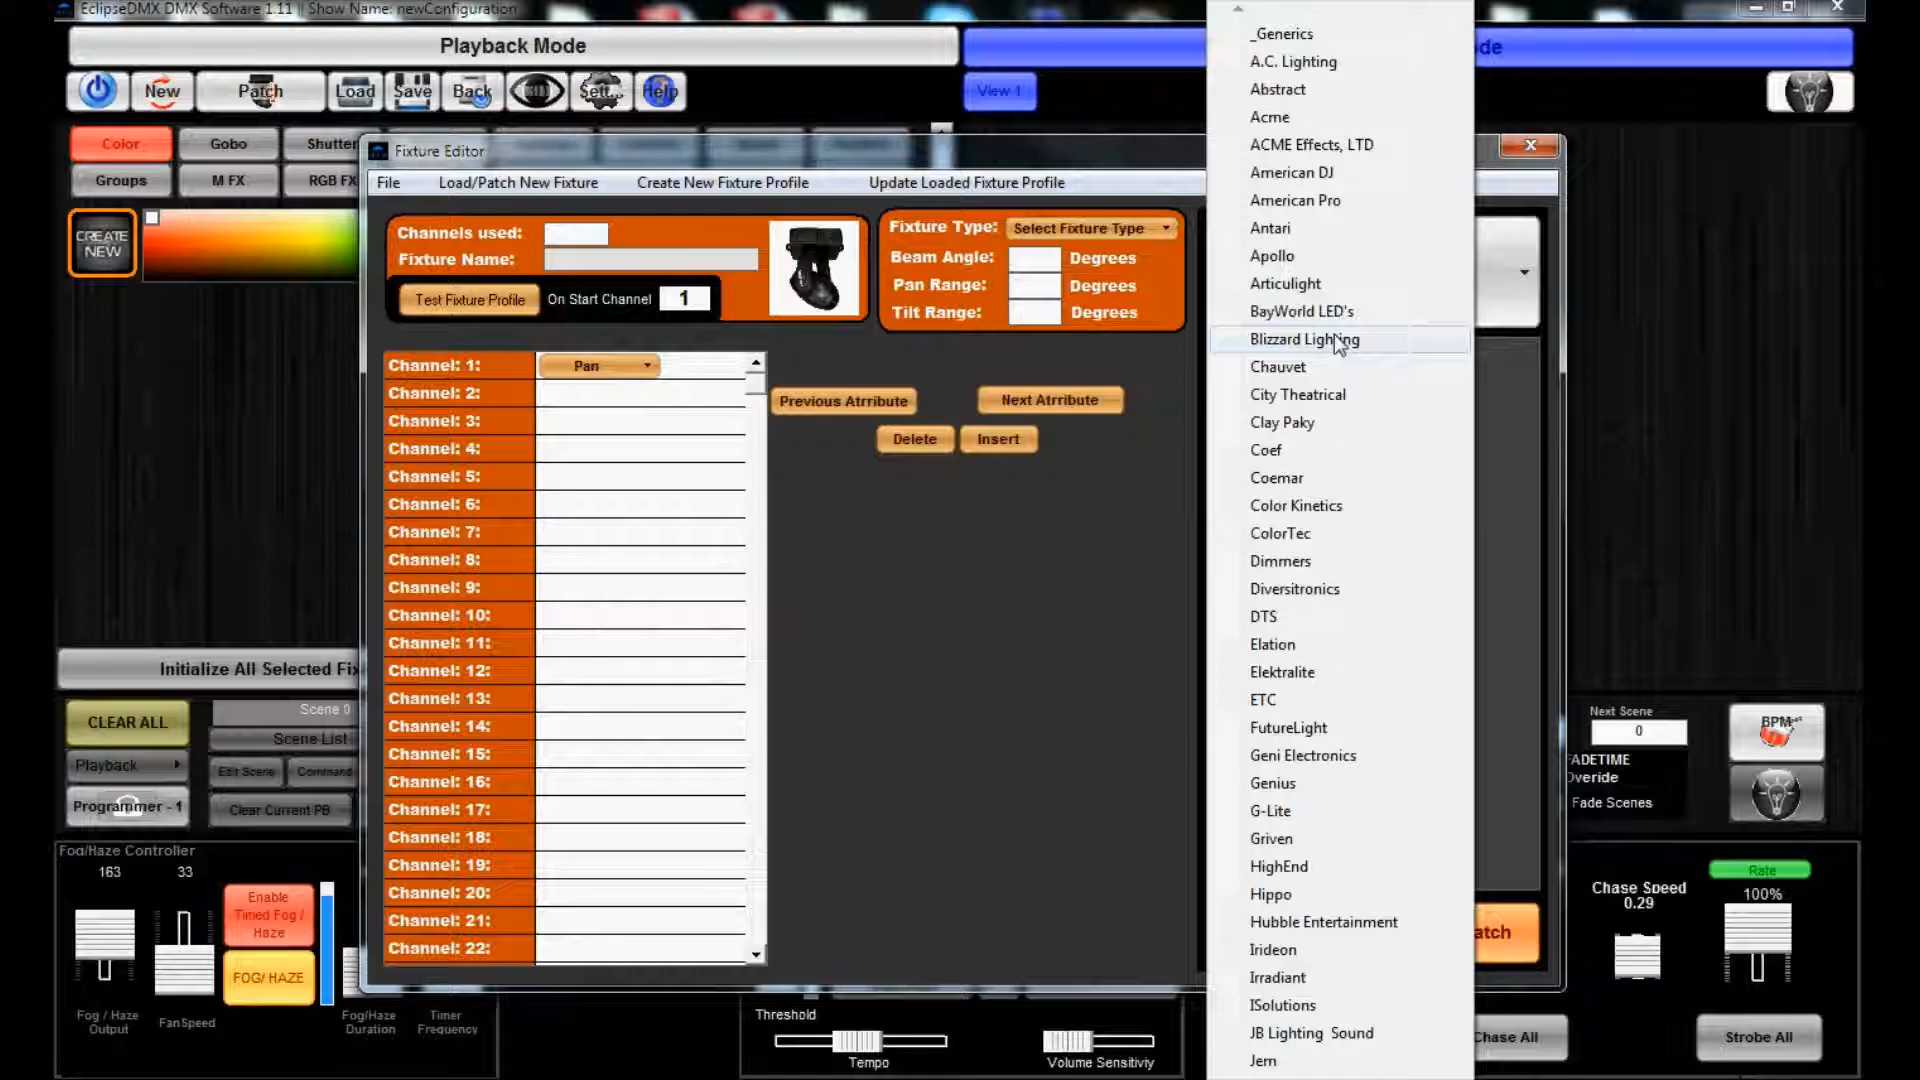 EclipseDMX DMX Software 1.11 || Show Name: newConfiguration
Playback Mode
de
New
Patch
Load
Save
Back
Sett...
Help
View 1
Color
Gobo
Shutter
Groups
M FX
RGB FX
CREATE
NEW
Fixture Editor
File
Load/Patch New Fixture
Create New Fixture Profile
Update Loaded Fixture Profile
Channels used:
Fixture Name:
Test Fixture Profile
On Start Channel
1
Fixture Type:
Select Fixture Type
Beam Angle:
Degrees
Pan Range:
Degrees
Tilt Range:
Degrees
Channel: 1:
Pan
Channel: 2:
Channel: 3:
Channel: 4:
Channel: 5:
Channel: 6:
Channel: 7:
Channel: 8:
Channel: 9:
Channel: 10:
Channel: 11:
Channel: 12:
Channel: 13:
Channel: 14:
Channel: 15:
Channel: 16:
Channel: 17:
Channel: 18:
Channel: 19:
Channel: 20:
Channel: 21:
Channel: 22:
Previous Atrribute
Next Atrribute
Delete
Insert
_Generics
A.C. Lighting
Abstract
Acme
ACME Effects, LTD
American DJ
American Pro
Antari
Apollo
Articulight
BayWorld LED's
Blizzard Lighting
Chauvet
City Theatrical
Clay Paky
Coef
Coemar
Color Kinetics
ColorTec
Dimmers
Diversitronics
DTS
Elation
Elektralite
ETC
FutureLight
Geni Electronics
Genius
G-Lite
Griven
HighEnd
Hippo
Hubble Entertainment
Irideon
Irradiant
ISolutions
JB Lighting Sound
Jem
atch
Initialize All Selected Fix
CLEAR ALL
Scene 0
Scene List
Playback
Edit Scene
Command
Programmer - 1
Clear Current PB
Fog/Haze Controller
163
33
Enable
Timed Fog /
Haze
FOG/ HAZE
Fog / Haze
Output
FanSpeed
Fog/Haze
Duration
Timer
Frequency
Threshold
Tempo
Volume Sensitiviy
Next Scene
0
BPM
FADETIME
Overide
Fade Scenes
Chase Speed
0.29
Rate
100%
Chase All
Strobe All